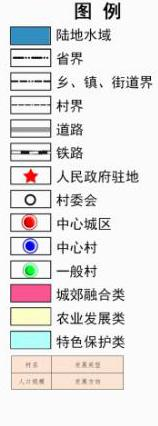 图 例
陆地水域
省界
乡、镇、街道界
村界
道路
铁路
人民政府驻地
村委会
中心城区
中心村
一般村
城郊融合类
农业发展类
特色保护类
村名 发展类型
人口规模 发展方向